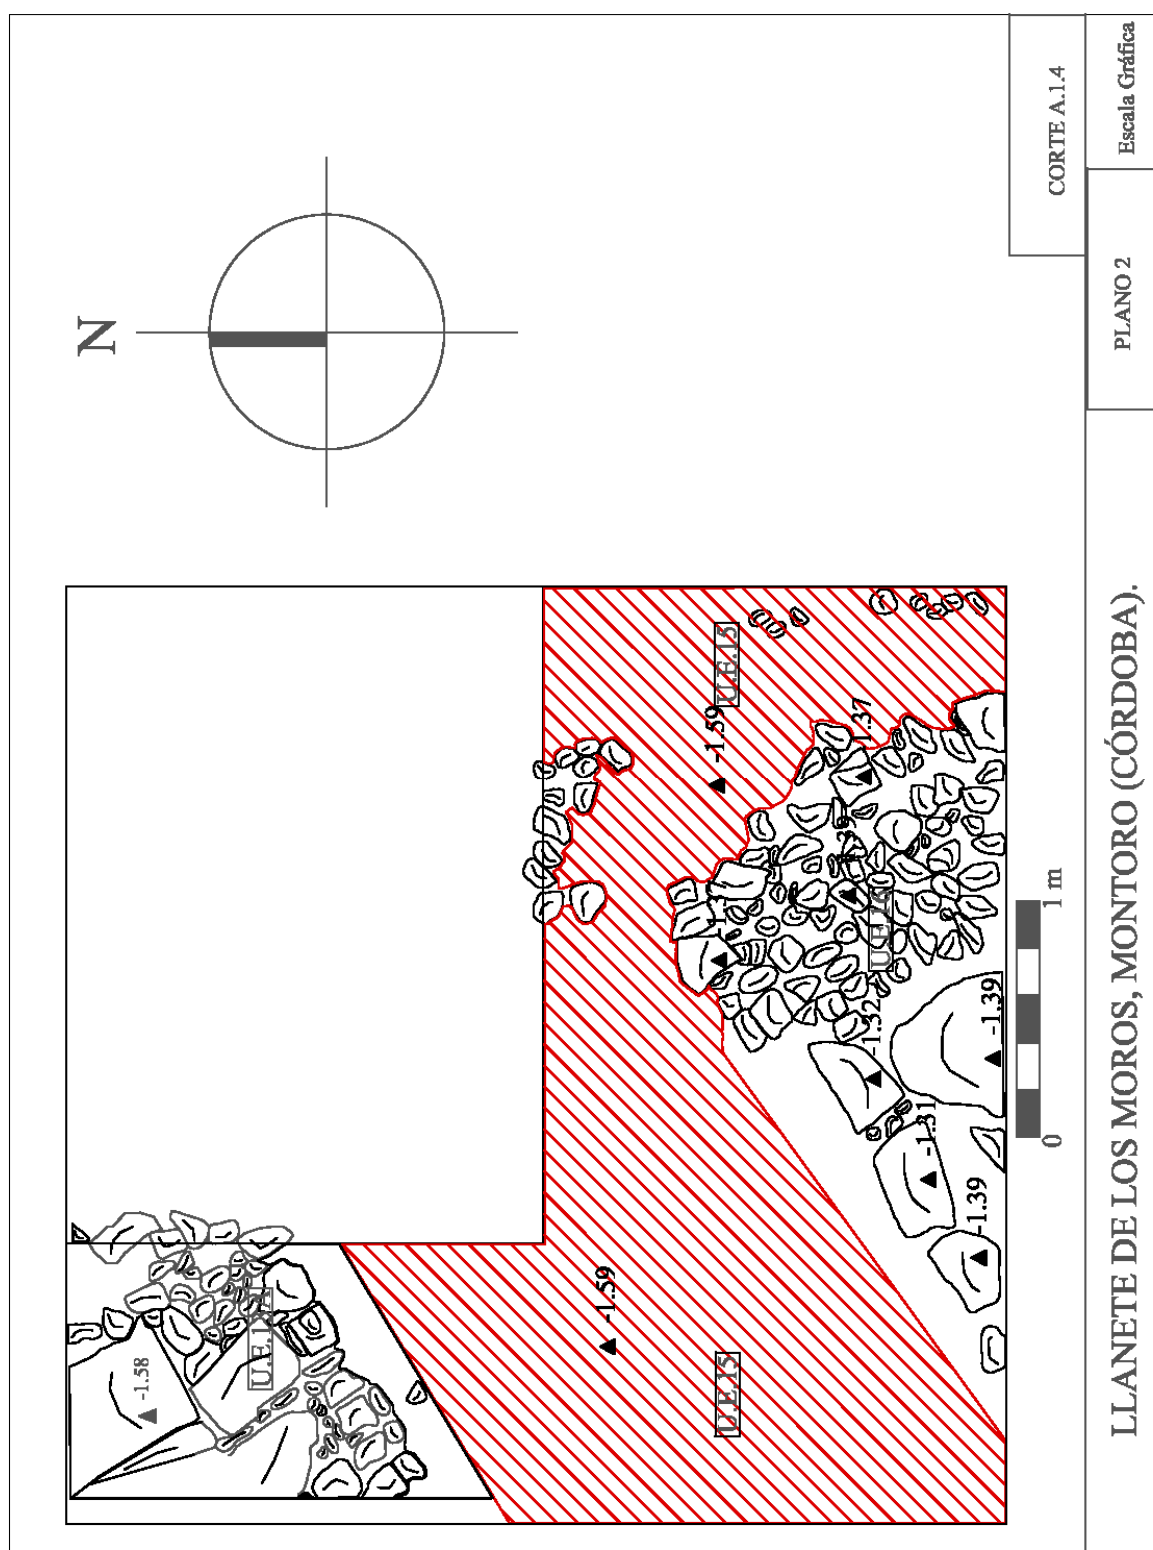 N
CORTE A.1.4
Escala Gráfica
PLANO 2
U.E.15
-1.59
1.37
-1.32
-1.39
-1.31
-1.39
-1.58
-1.59
U.E.15
U.E.16
0
1 m
LLANETE DE LOS MOROS, MONTORO (CÓRDOBA).